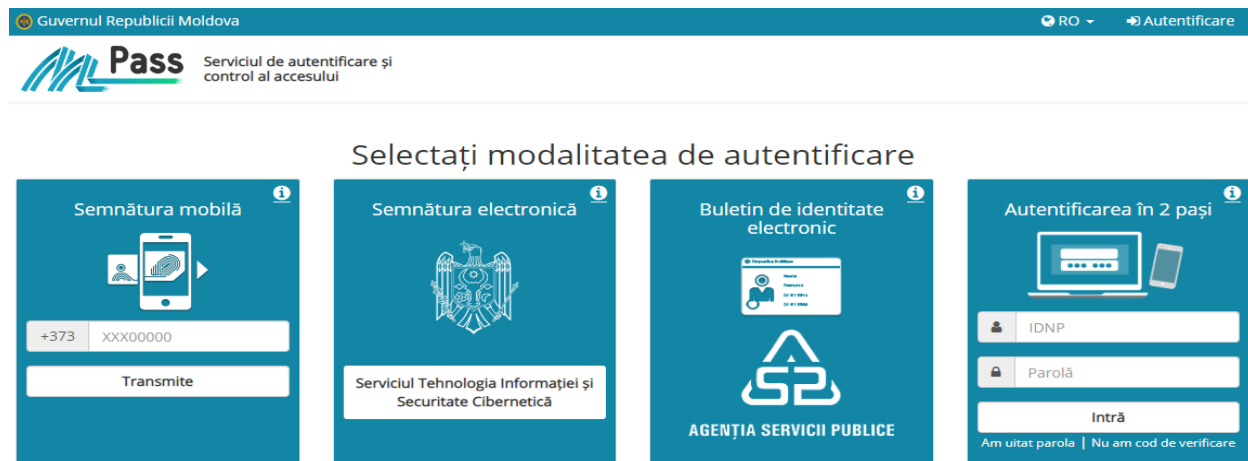 Guvernul Republicii Moldova
RO
Autentificare
Pass
Serviciul de autentificare și
control al accesului
Selectați modalitatea de autentificare
Semnătura mobilă
+373
XXX00000
Transmite
Semnătura electronică
Serviciul Tehnologia Informației și
Securitate Cibernetică
Buletin de identitate
electronic
AGENȚIA SERVICII PUBLICE
Autentificarea în 2 pași
IDNP
Parolă
Intră
Am uitat parola | Nu am cod de verificare